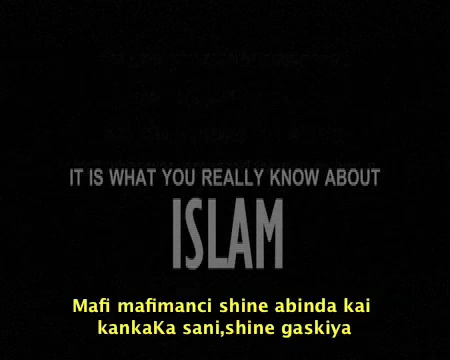 IT IS WHAT YOU REALLY KNOW ABOUT
ISLAM
Mafi mafimanci shine abinda kai
kankaKa sani,shine gaskiya